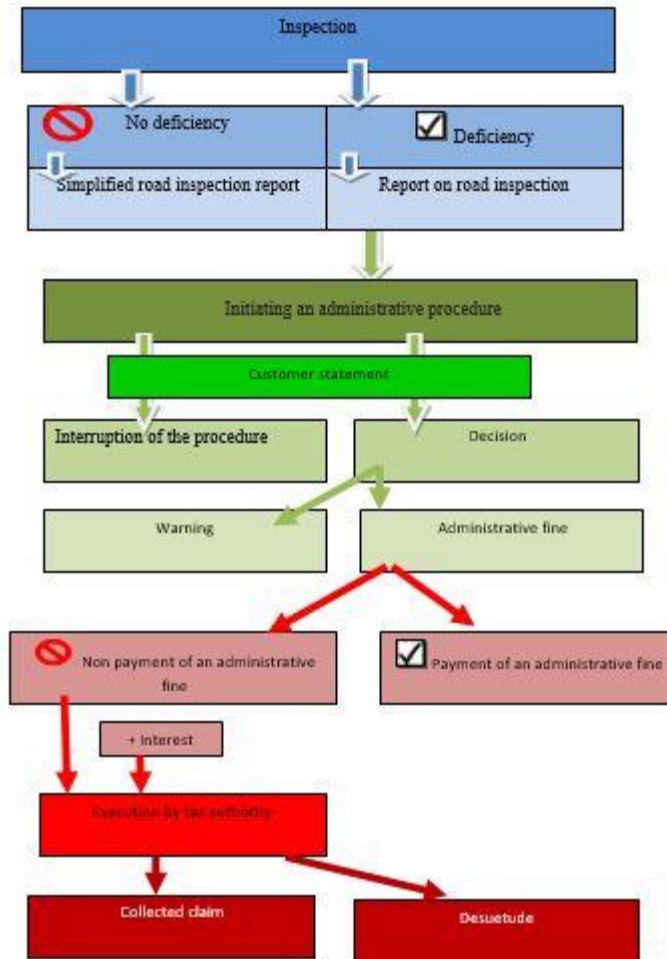 Inspection
No deficiency
Deficiency
Simplified road inspection report
Report on road inspection
Initiating an administrative procedure
Customer statement
Interruption of the procedure
Decision
Warning
Administrative fine
Non payment of an administrative
fine
Payment of an administrative fine
+ Interest
Execution by tax authority
Collected claim
Desuetude